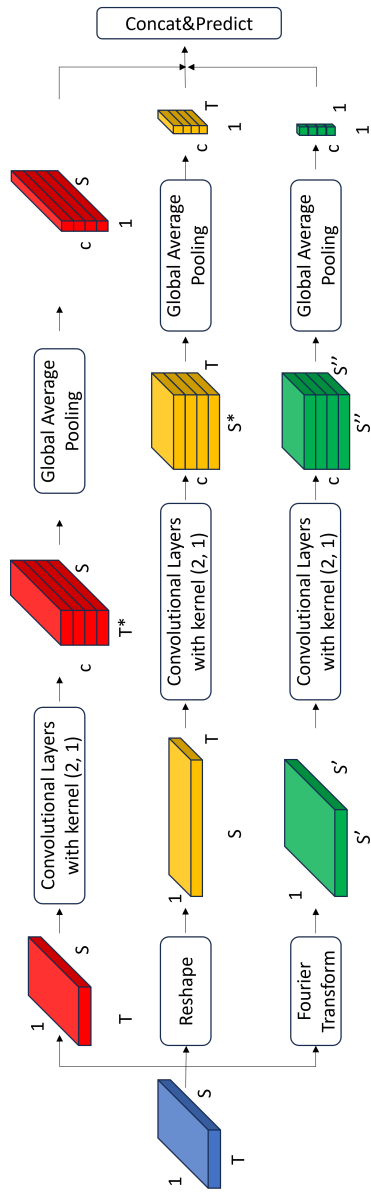 1
S
T
1
S
T
Convolutional Layers
with kernel (2, 1)
c
S
T*
Global Average
Pooling
c
S
1
Reshape
1
T
S
Convolutional Layers
with kernel (2, 1)
c
T
S*
Global Average
Pooling
c
T
1
Fourier
Transform
1
S′
S′
Convolutional Layers
with kernel (2, 1)
c
S′′
S′′
Global Average
Pooling
c
1
1
Concat&Predict